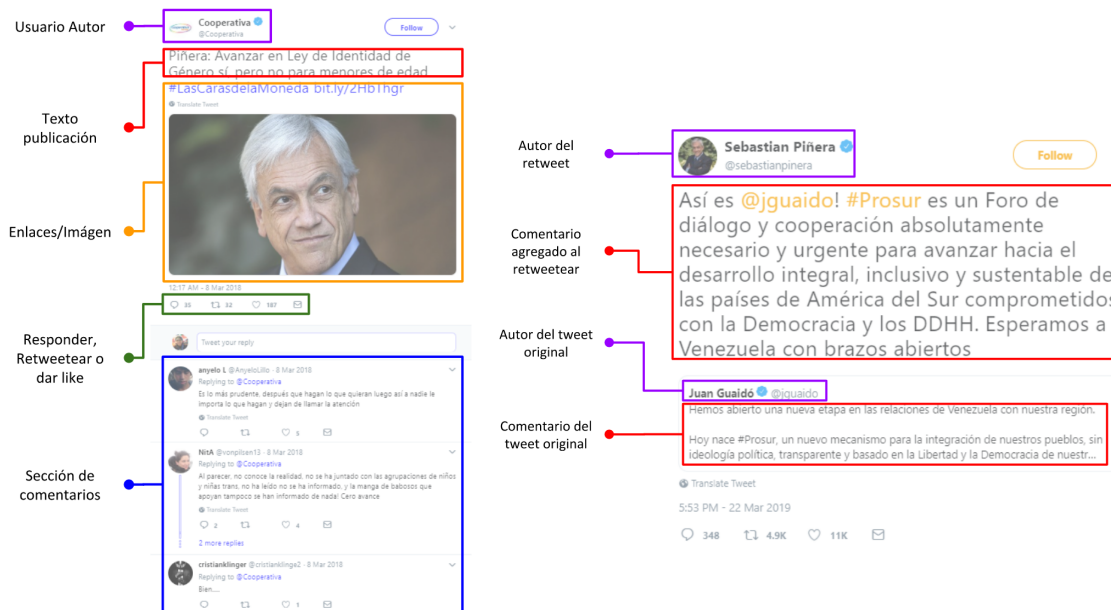 Usuario Autor
Cooperativa
@Cooperativa
Follow
Piñera: Avanzar en Ley de Identidad de
Género sí, pero no para menores de edad
#LasCarasdelaMoneda bit.ly/2HbThgr
Translate Tweet
Texto
publicación
Enlaces/Imágen
12:17 AM - 8 Mar 2018
35 32 187
Responder,
Retweetear o
dar like
Tweet your reply
anyelo L @AnyeloLillo · 8 Mar 2018
Replying to @Cooperativa
Es lo más prudente, después que hagan lo que quieran luego así a nadie le
importa lo que hagan y dejan de llamar la atención
Translate Tweet
5
Sección de
comentarios
NitA @vonpilsen13 · 8 Mar 2018
Replying to @Cooperativa
Al parecer, no conoce la realidad, no se ha juntado con las agrupaciones de niños
y niñas trans, no ha leído no se ha informado, y la manga de babosos que
apoyan tampoco se han informado de nada! Cero avance
Translate Tweet
2 4
2 more replies
cristianklinger @cristianklinge2 · 8 Mar 2018
Replying to @Cooperativa
Bien....
1
Autor del
retweet
Sebastian Piñera
@sebastianpinera
Follow
Comentario
agregado al
retweetear
Así es @jguaido! #Prosur es un Foro de
diálogo y cooperación absolutamente
necesario y urgente para avanzar hacia el
desarrollo integral, inclusivo y sustentable de
las países de América del Sur comprometidos
con la Democracia y los DDHH. Esperamos a
Venezuela con brazos abiertos
Autor del tweet
original
Juan Guaidó @jguaido
Comentario del
tweet original
Hemos abierto una nueva etapa en las relaciones de Venezuela con nuestra región.
Hoy nace #Prosur, un nuevo mecanismo para la integración de nuestros pueblos, sin
ideología política, transparente y basado en la Libertad y la Democracia de nuestr...
Translate Tweet
5:53 PM - 22 Mar 2019
348 4.9K 11K